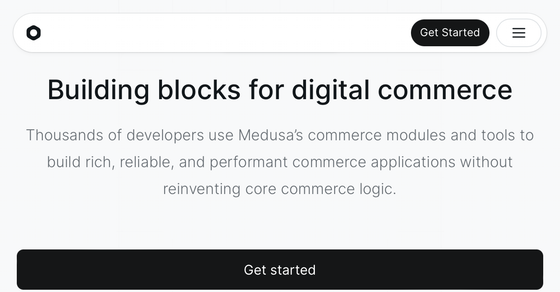 Get Started
Building blocks for digital commerce
Thousands of developers use Medusa’s commerce modules and tools to
build rich, reliable, and performant commerce applications without
reinventing core commerce logic.
Get started